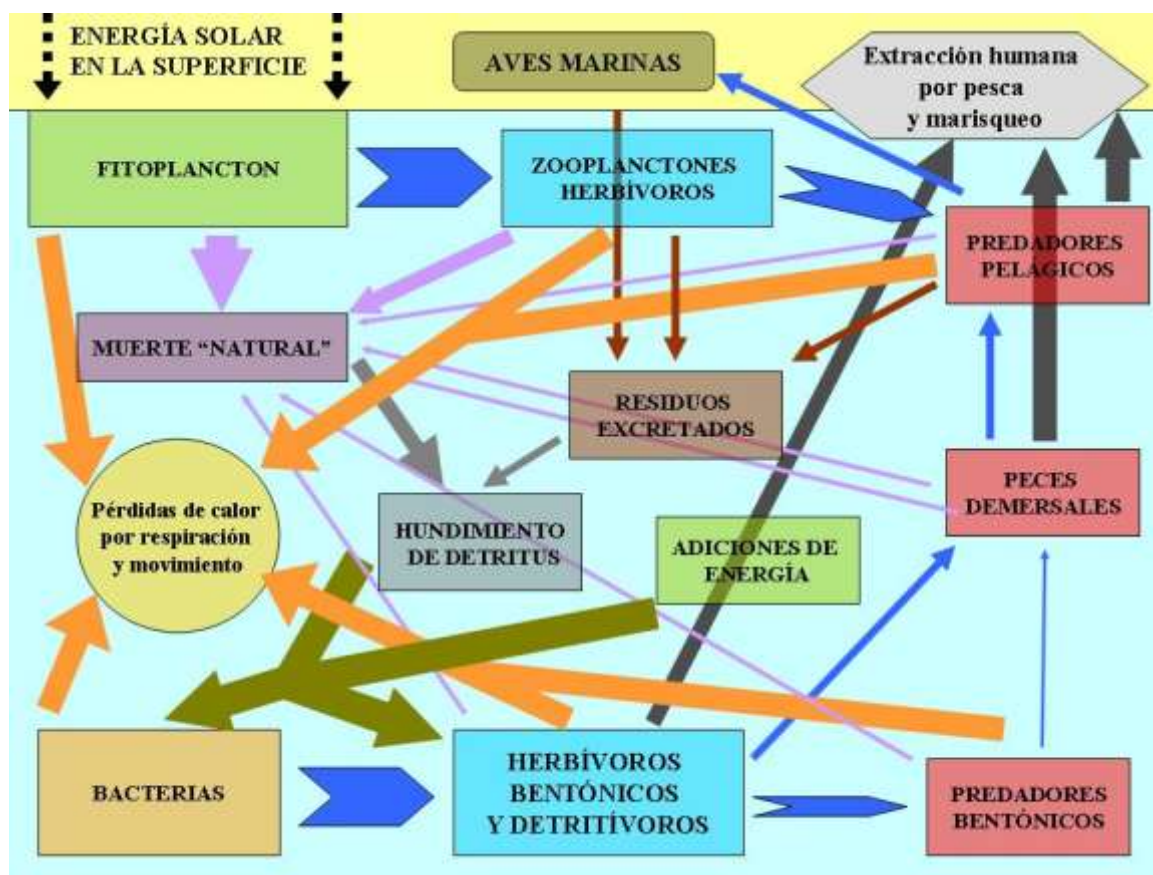 ENERGÍA SOLAR
EN LA SUPERFICIE
AVES MARINAS
Extracción humana
por pesca
y marisqueo
FITOPLANCTON
ZOOPLANCTONES
HERBÍVOROS
PREDADORES
PELÁGICOS
MUERTE “NATURAL”
RESIDUOS
EXCRETADOS
PECES
DEMERSALES
Pérdidas de calor
por respiración
y movimiento
HUNDIMIENTO
DE DETRITUS
ADICIONES DE
ENERGÍA
BACTERIAS
HERBÍVOROS
BENTÓNICOS
Y DETRITÍVOROS
PREDADORES
BENTÓNICOS